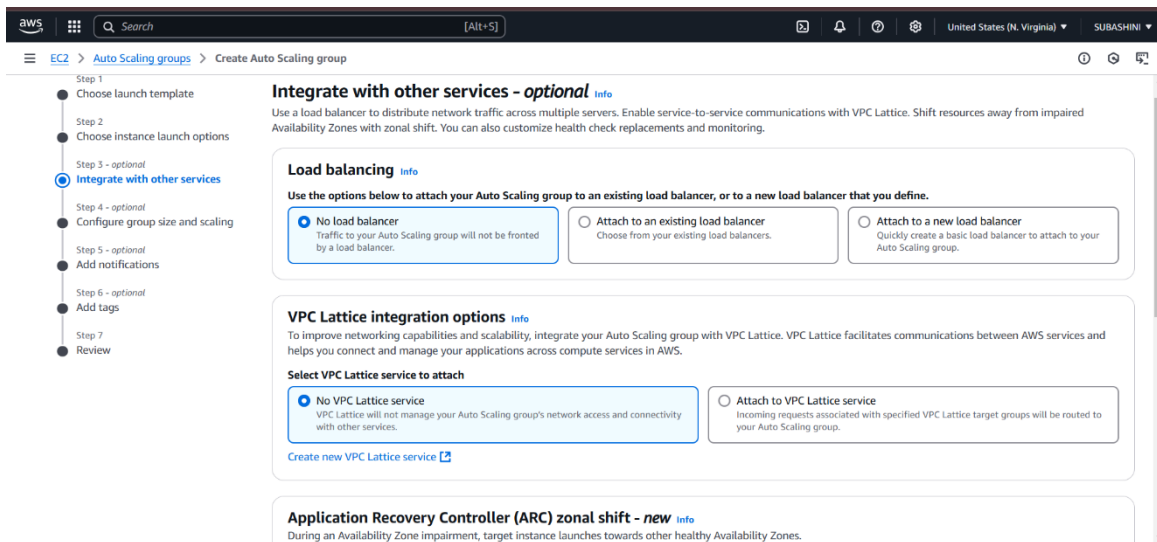 aws
Search
[Alt+S]
United States (N. Virginia)
SUBASHINI
EC2 > Auto Scaling groups > Create Auto Scaling group
Step 1
Choose launch template
Step 2
Choose instance launch options
Step 3 - optional
Integrate with other services
Step 4 - optional
Configure group size and scaling
Step 5 - optional
Add notifications
Step 6 - optional
Add tags
Step 7
Review
Integrate with other services - optional Info
Use a load balancer to distribute network traffic across multiple servers. Enable service-to-service communications with VPC Lattice. Shift resources away from impaired
Availability Zones with zonal shift. You can also customize health check replacements and monitoring.
Load balancing Info
Use the options below to attach your Auto Scaling group to an existing load balancer, or to a new load balancer that you define.
No load balancer
Traffic to your Auto Scaling group will not be fronted
by a load balancer.
Attach to an existing load balancer
Choose from your existing load balancers.
Attach to a new load balancer
Quickly create a basic load balancer to attach to your
Auto Scaling group.
VPC Lattice integration options Info
To improve networking capabilities and scalability, integrate your Auto Scaling group with VPC Lattice. VPC Lattice facilitates communications between AWS services and
helps you connect and manage your applications across compute services in AWS.
Select VPC Lattice service to attach
No VPC Lattice service
VPC Lattice will not manage your Auto Scaling group's network access and connectivity
with other services.
Attach to VPC Lattice service
Incoming requests associated with specified VPC Lattice target groups will be routed to
your Auto Scaling group.
Create new VPC Lattice service
Application Recovery Controller (ARC) zonal shift - new Info
During an Availability Zone impairment, target instance launches towards other healthy Availability Zones.